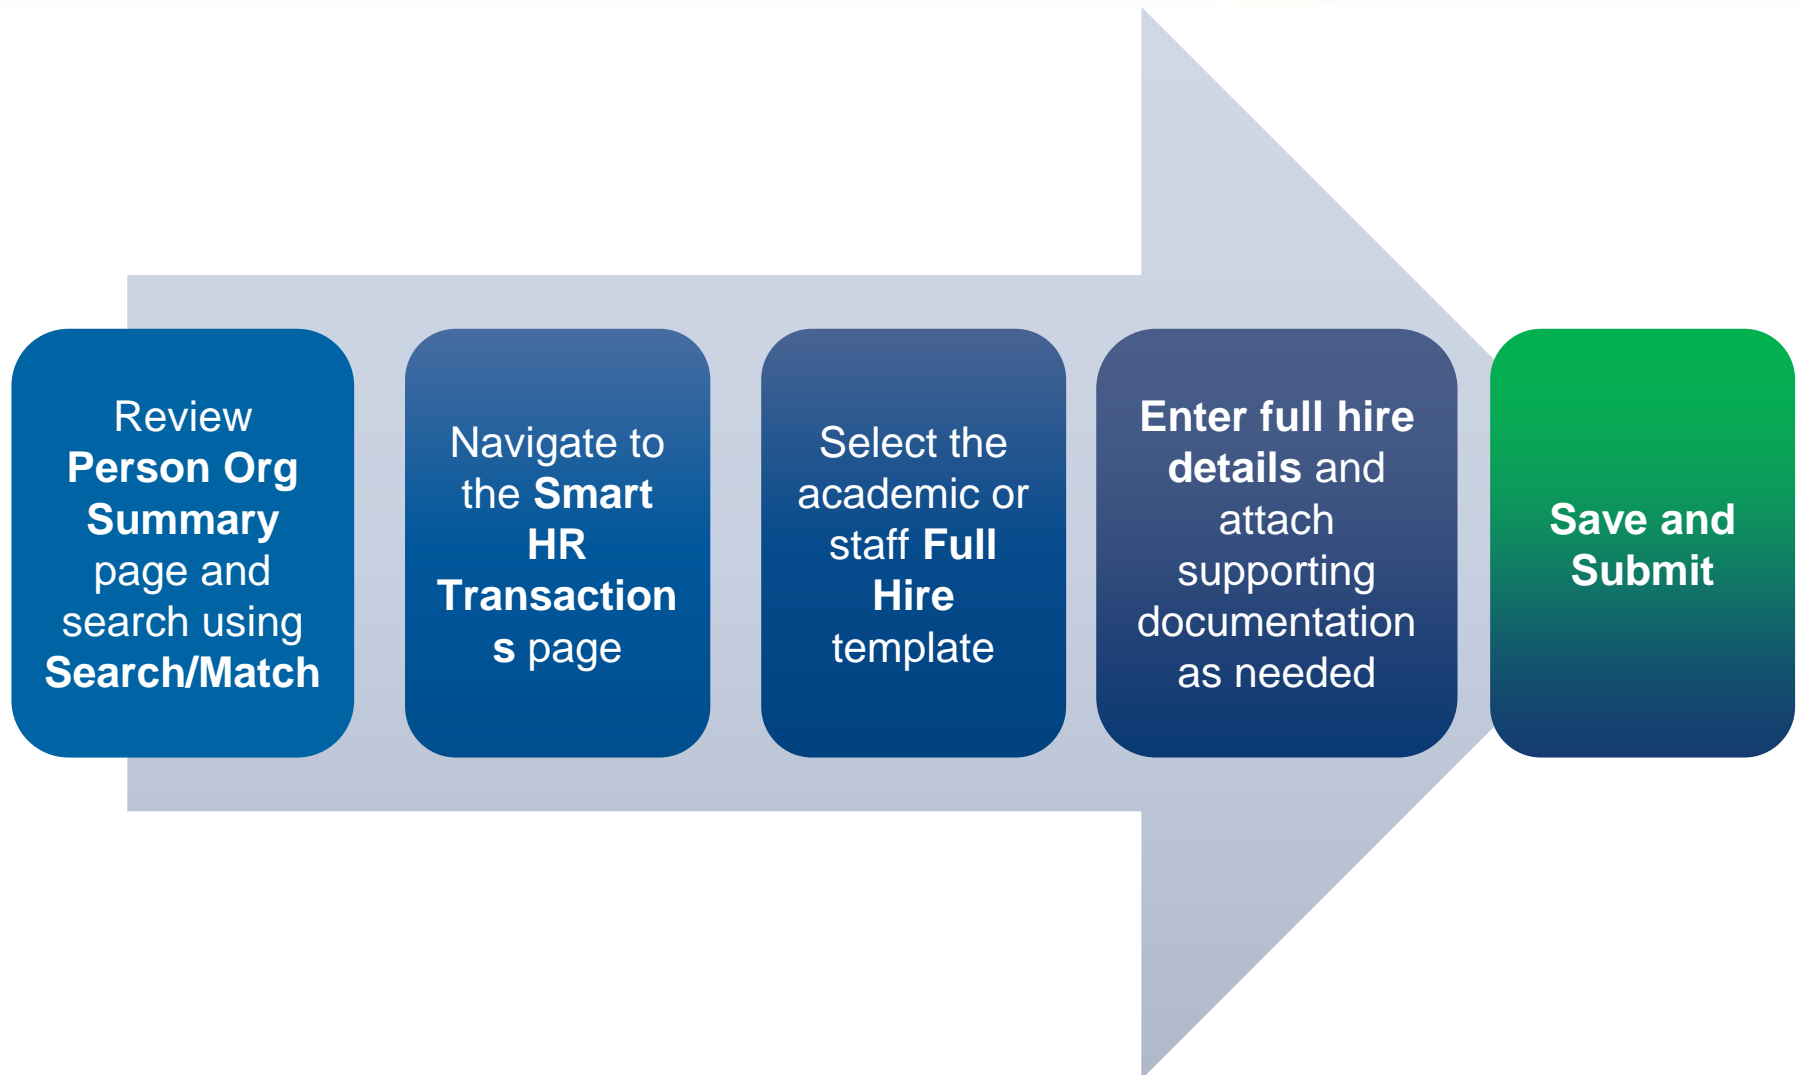 Review
Person Org
Summary
page and
search using
Search/Match
Navigate to
the Smart
HR
Transaction
s page
Select the
academic or
staff Full
Hire
template
Enter full hire
details and
attach
supporting
documentation
as needed
Save and
Submit